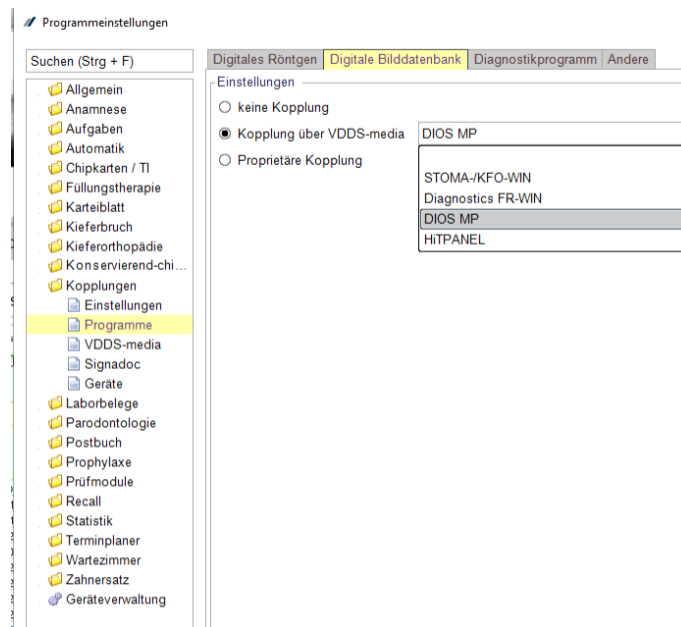 Programmeinstellungen
Suchen (Strg + F)
Allgemein
Anamnese
Aufgaben
Automatik
Chipkarten / TI
Füllungstherapie
Karteiblatt
Kieferbruch
Kieferorthopädie
Konservierend-chi...
Kopplungen
Einstellungen
Programme
VDDS-media
Signadoc
Geräte
Laborbelege
Parodontologie
Postbuch
Prophylaxe
Prüfmodule
Recall
Statistik
Terminplaner
Wartezimmer
Zahnersatz
Geräteverwaltung
Digitales Röntgen Digitale Bilddatenbank Diagnostikprogramm Andere
Einstellungen
keine Kopplung
Kopplung über VDDS-media DIOS MP
Proprietäre Kopplung
STOMA-/KFO-WIN
Diagnostics FR-WIN
DIOS MP
HiTPANEL